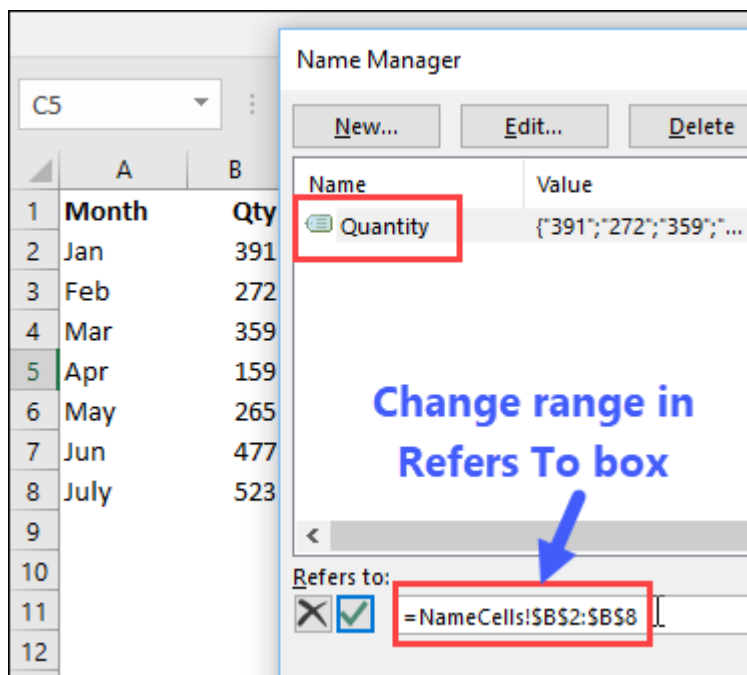 Name Manager
C5
New... Edit... Delete
A B
Name Value
1 Month Qty
Quantity {"391";"272";"359";"...
2 Jan 391
3 Feb 272
4 Mar 359
5 Apr 159
6 May 265
7 Jun 477
8 July 523
9
10
11
12
Change range in
Refers To box
Refers to:
=NameCells!$B$2:$B$8